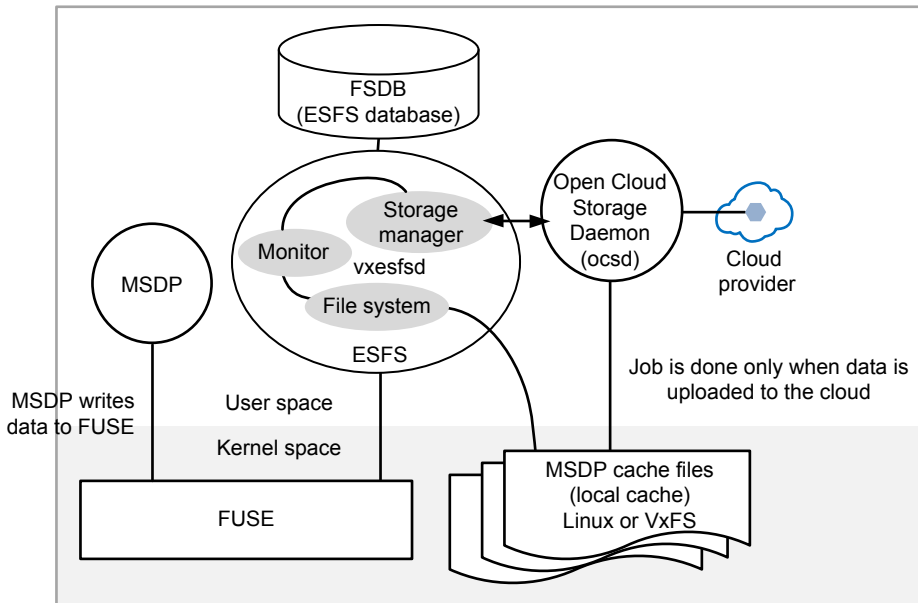 FSDB
(ESFS database)
Storage
manager
Monitor
vxesfsd
File system
ESFS
Open Cloud
Storage
Daemon
(ocsd)
Cloud
provider
MSDP
MSDP writes
data to FUSE
User space
Kernel space
Job is done only when data is
uploaded to the cloud
FUSE
MSDP cache files
(local cache)
Linux or VxFS